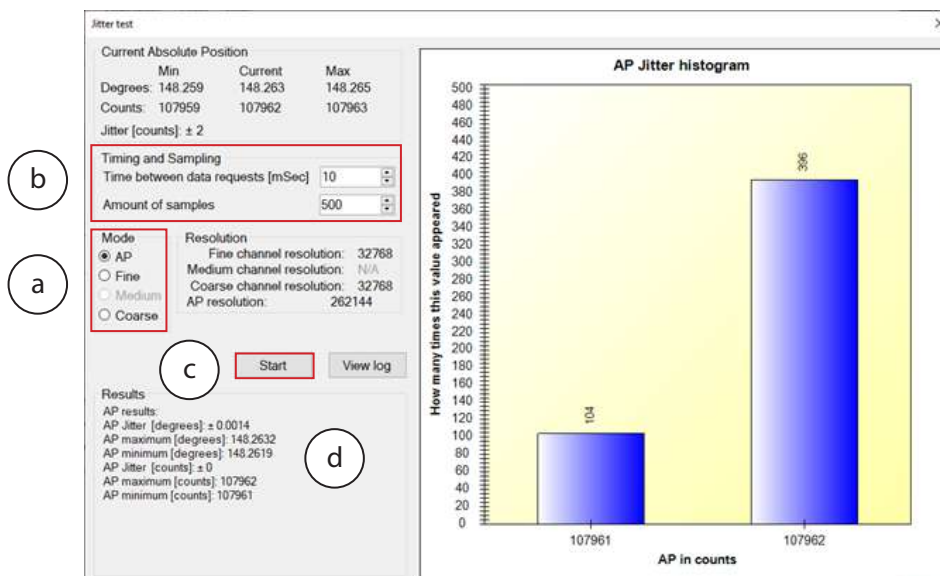 Jitter test
Current Absolute Position
Min Current Max
Degrees: 148.259 148.263 148.265
Counts: 107959 107962 107963
Jitter [counts]: ± 2
b
Timing and Sampling
Time between data requests [mSec] 10
Amount of samples 500
a
Mode
AP
Fine
Medium
Coarse
Resolution
Fine channel resolution: 32768
Medium channel resolution: N/A
Coarse channel resolution: 32768
AP resolution: 262144
c
Start View log
Results
AP results:
AP Jitter [degrees]: ± 0.0014
AP maximum [degrees]: 148.2632
AP minimum [degrees]: 148.2619
AP Jitter [counts]: ± 0
AP maximum [counts]: 107962
AP minimum [counts]: 107961
d
AP Jitter histogram
How many times this value appeared
500
480
460
440
420
400
380
360
340
320
300
280
260
240
220
200
180
160
140
120
100
80
60
40
20
0
104
396
107961 107962
AP in counts